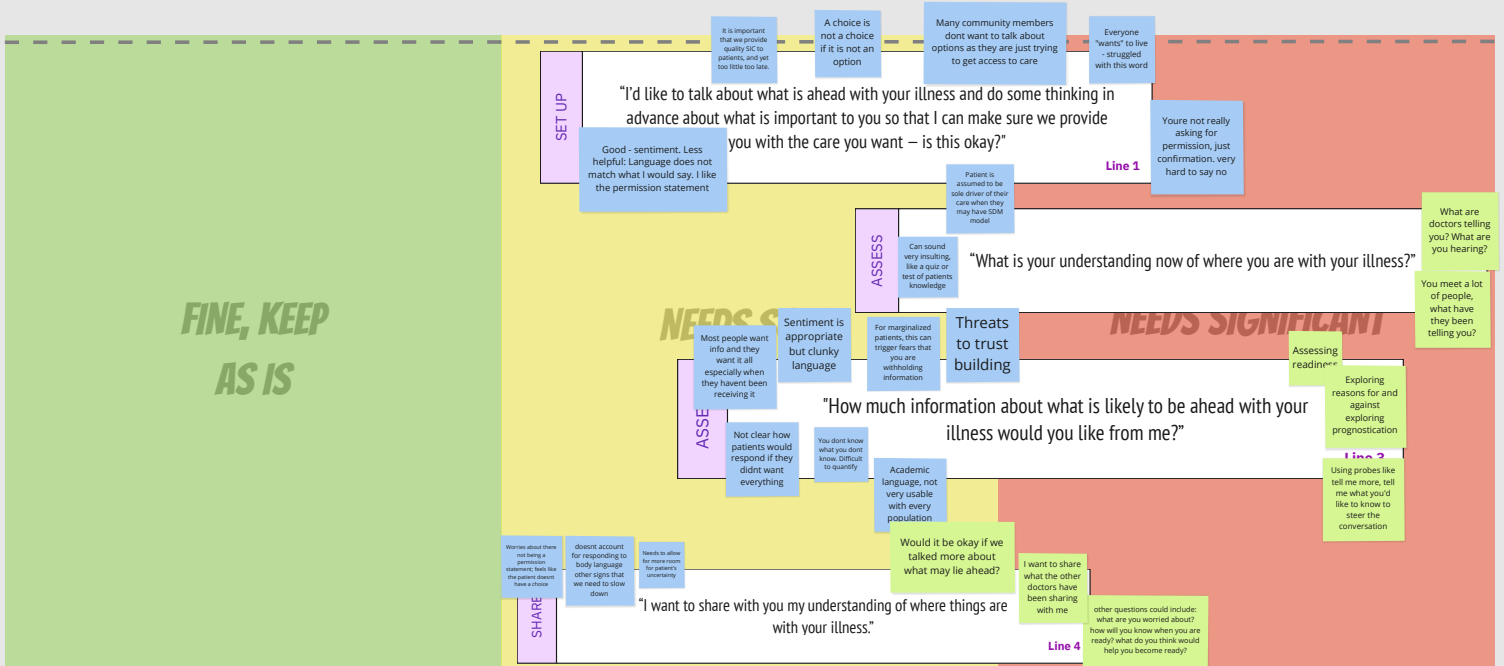 It is important
that we provide
quality SIC to
patients, and yet
too little too late.
A choice is
not a choice
if it is not an
option
Many community members
dont want to talk about
options as they are just trying
to get access to care
Everyone
"wants" to live
- struggled
with this word
SET UP
“I’d like to talk about what is ahead with your illness and do some thinking in
advance about what is important to you so that I can make sure we provide
you with the care you want — is this okay?"
Line 1
Good - sentiment. Less
helpful: Language does not
match what I would say. I like
the permission statement
Youre not really
asking for
permission, just
confirmation. very
hard to say no
Patient is
assumed to be
sole driver of their
care when they
may have SDM
model
ASSESS
Can sound
very insulting,
like a quiz or
test of patients
knowledge
“What is your understanding now of where you are with your illness?”
What are
doctors telling
you? What are
you hearing?
You meet a lot
of people,
what have
they been
telling you?
FINE, KEEP
AS IS
NEEDS S
NEEDS SIGNIFICANT
Most people want
info and they
want it all
especially when
they havent been
receiving it
Sentiment is
appropriate
but clunky
language
For marginalized
patients, this can
trigger fears that
you are
withholding
information
Threats
to trust
building
Assessing
readiness
Exploring
reasons for and
against
exploring
prognostication
ASSE
"How much information about what is likely to be ahead with your
illness would you like from me?”
Line 3
Not clear how
patients would
respond if they
didnt want
everything
You dont know
what you dont
know. Difficult
to quantify
Academic
language, not
very usable
with every
population
Using probes like
tell me more, tell
me what you'd
like to know to
steer the
conversation
Would it be okay if we
talked more about
what may lie ahead?
Worries about there
not being a
permission
statement; feels like
the patient doesnt
have a choice
doesnt account
for responding to
body language
other signs that
we need to slow
down
Needs to allow
for more room
for patient's
uncertainty
I want to share
what the other
doctors have
been sharing
with me
SHARE
“I want to share with you my understanding of where things are
with your illness.”
Line 4
other questions could include:
what are you worried about?
how will you know when you are
ready? what do you think would
help you become ready?